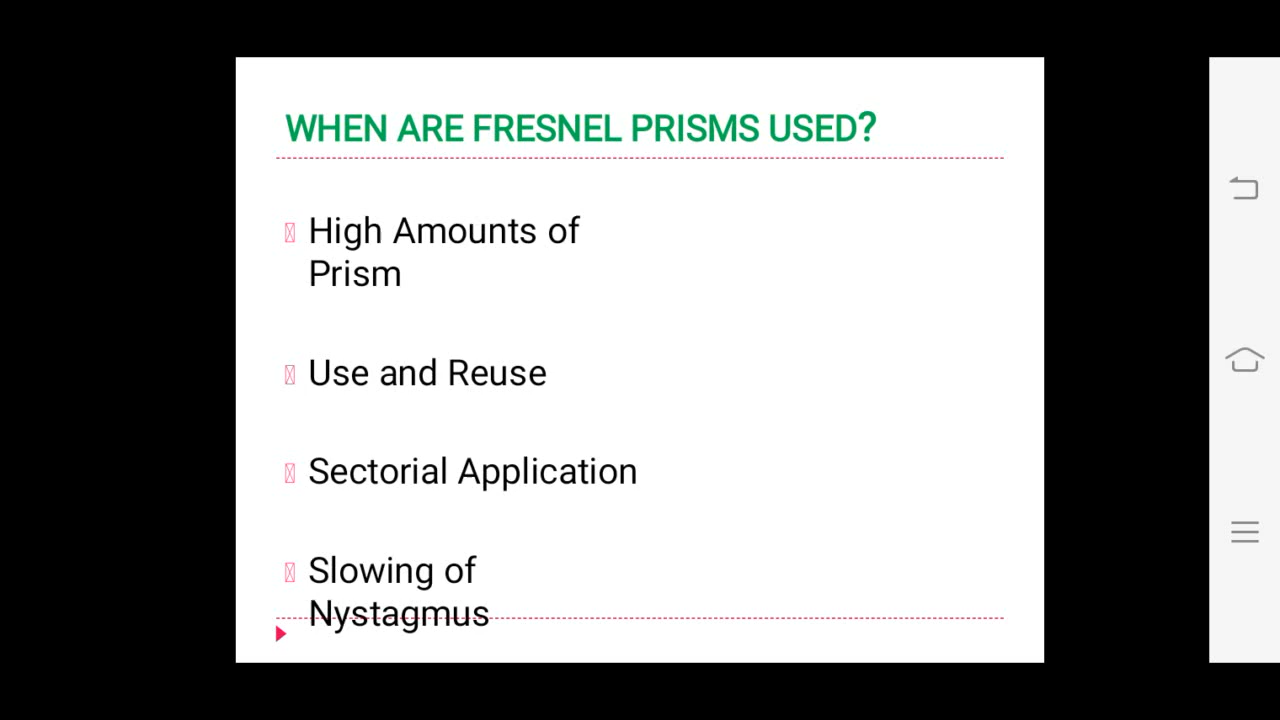 WHEN ARE FRESNEL PRISMS USED?
High Amounts of
Prism
Use and Reuse
Sectorial Application
Slowing of
Nystagmus